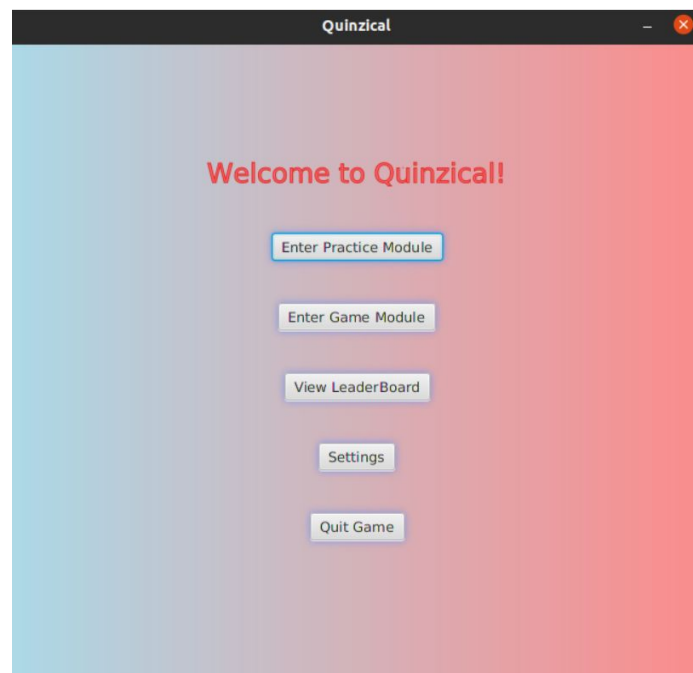 Quinzical
Welcome to Quinzical!
Enter Practice Module
Enter Game Module
View LeaderBoard
Settings
Quit Game